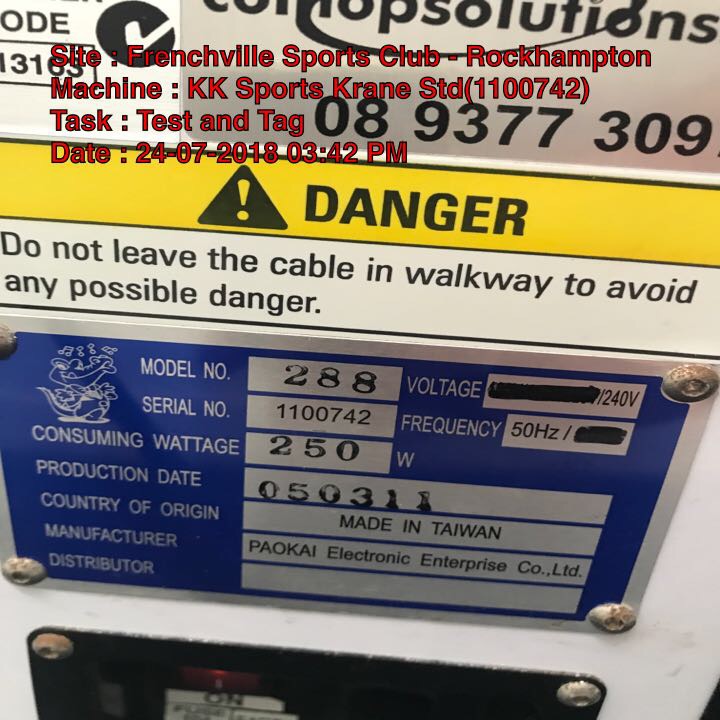 coinopsolutions
ODE
13163
Site : Frenchville Sports Club - Rockhampton
Machine : KK Sports Krane Std(1100742)
Task : Test and Tag
08 9377 309
Date : 24-07-2018 03:42 PM
DANGER
Do not leave the cable in walkway to avoid
any possible danger.
MODEL NO. 288 VOLTAGE /240V
SERIAL NO. 1100742 FREQUENCY 50Hz /
CONSUMING WATTAGE 250 W
PRODUCTION DATE 050311
COUNTRY OF ORIGIN MADE IN TAIWAN
MANUFACTURER PAOKAI Electronic Enterprise Co.,Ltd.
DISTRIBUTOR
ON